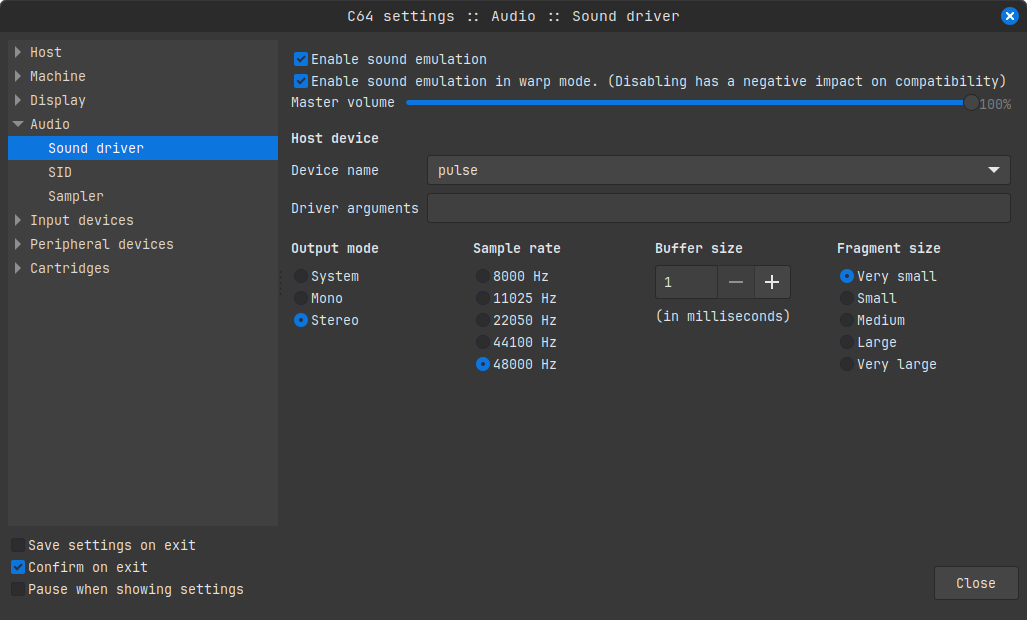 C64 settings :: Audio :: Sound driver
Host
Machine
Display
Audio
Sound driver
SID
Sampler
Input devices
Peripheral devices
Cartridges
Save settings on exit
Confirm on exit
Pause when showing settings
Enable sound emulation
Enable sound emulation in warp mode. (Disabling has a negative impact on compatibility)
Master volume 100%
Host device
Device name pulse
Driver arguments
Output mode
System
Mono
Stereo
Sample rate
8000 Hz
11025 Hz
22050 Hz
44100 Hz
48000 Hz
Buffer size
1
(in milliseconds)
Fragment size
Very small
Small
Medium
Large
Very large
Close